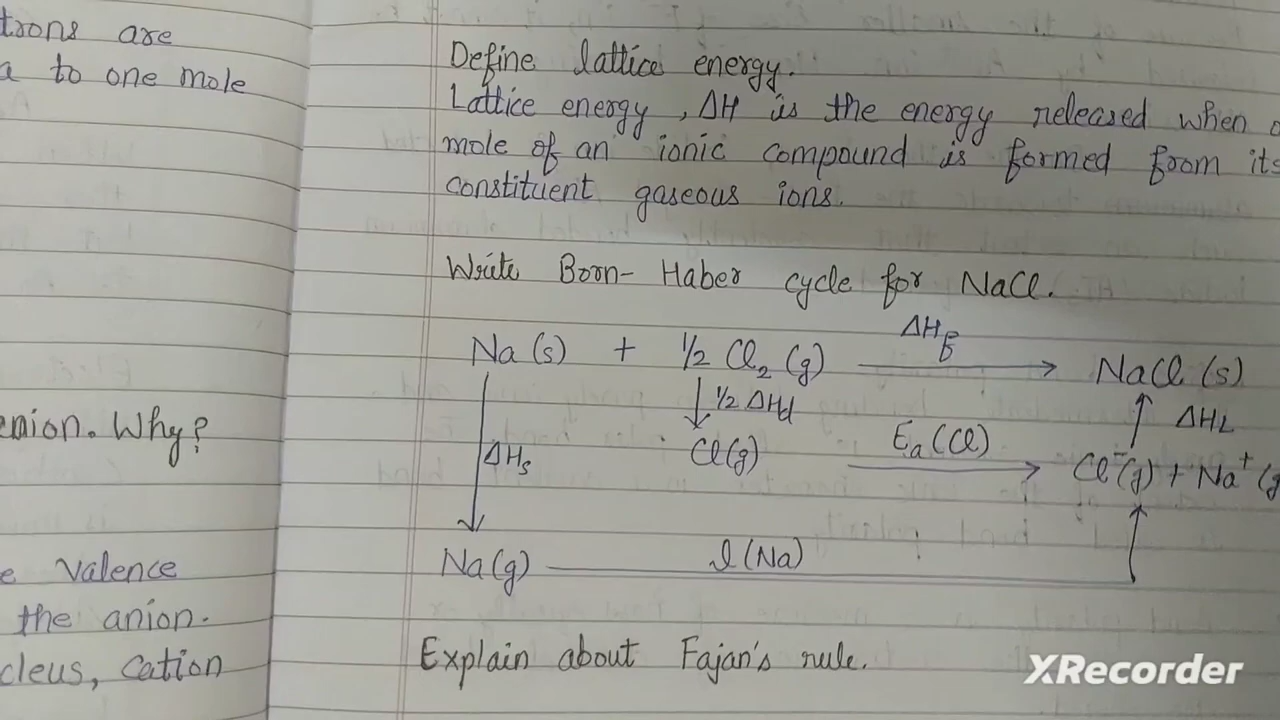 trons are
a to one mole
enion. Why?
e valence
the anion.
cleus, cation
Define lattice energy.
Lattice energy, ΔH is the energy released when
mole of an ionic compound is formed from its
constituent gaseous ions.
Write Born-Haber cycle for NaCl.
ΔHf
Na(s) + 1/2 Cl₂(g) → NaCl(s)
↓ 1/2 ΔHd ↑ ΔHL
ΔHs Cl(g) Ea(Cl) → Cl⁻(g) + Na⁺(g
Na(g) I(Na)
Explain about Fajan's rule.
XRecorder